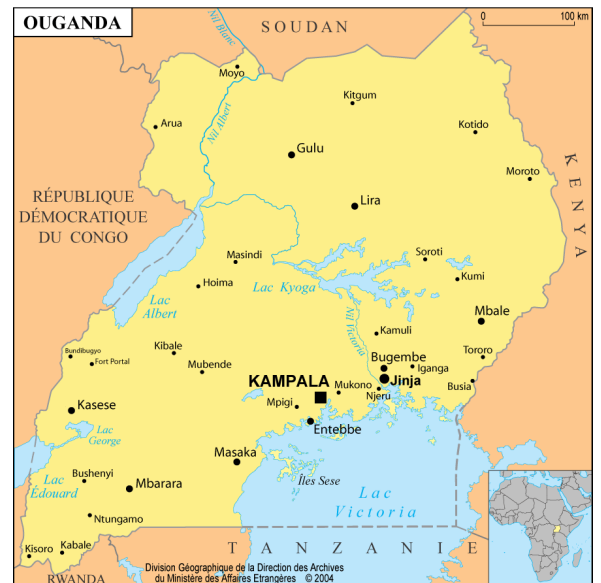 OUGANDA
Nil Blanc
SOUDAN
0 100 km
Moyo
Nil Albert
Kitgum
Arua
Kotido
Gulu
Moroto
KENYA
RÉPUBLIQUE
DÉMOCRATIQUE
DU CONGO
Lira
Masindi
Soroti
Kumi
Hoima
Lac Kyoga
Lac
Albert
Nil Victoria
Mbale
Kamuli
Kibale
Bundibugyo
Fort Portal
Mubende
Tororo
Bugembe
Iganga
KAMPALA
Jinja
Mukono
Njeru
Busia
Mpigi
Kasese
Entebbe
Lac
George
Masaka
Îles Sese
Bushenyi
Lac
Édouard
Mbarara
Lac
Victoria
Ntungamo
Kisoro
Kabale
TANZANIE
RWANDA
Division Géographique de la Direction des Archives
du Ministère des Affaires Etrangères © 2004